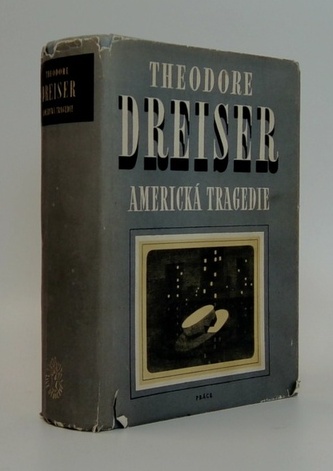 THEODORE
DREISER
AMERICKÁ TRAGEDIE
THEODORE
DREISER
AMERICKÁ TRAGEDIE
PRÁCE